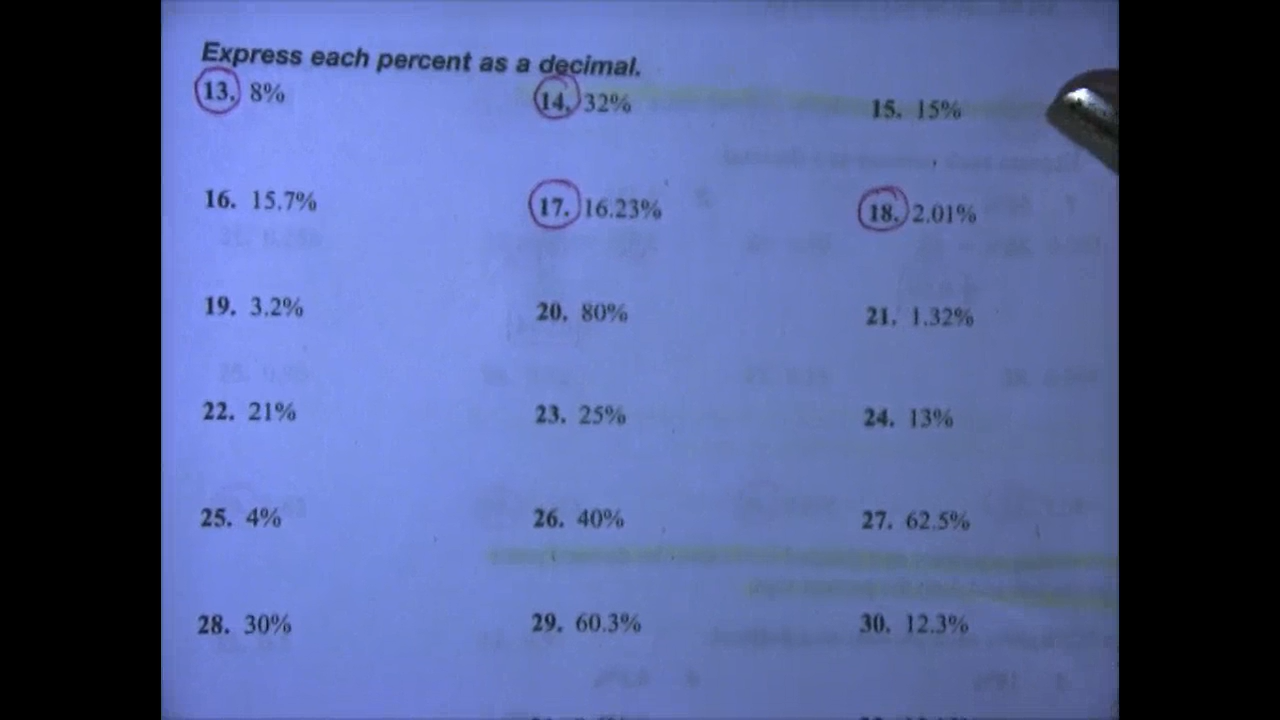 Express each percent as a decimal.
13. 8% 14. 32% 15. 15%
16. 15.7% 17. 16.23% 18. 2.01%
19. 3.2% 20. 80% 21. 1.32%
22. 21% 23. 25% 24. 13%
25. 4% 26. 40% 27. 62.5%
28. 30% 29. 60.3% 30. 12.3%